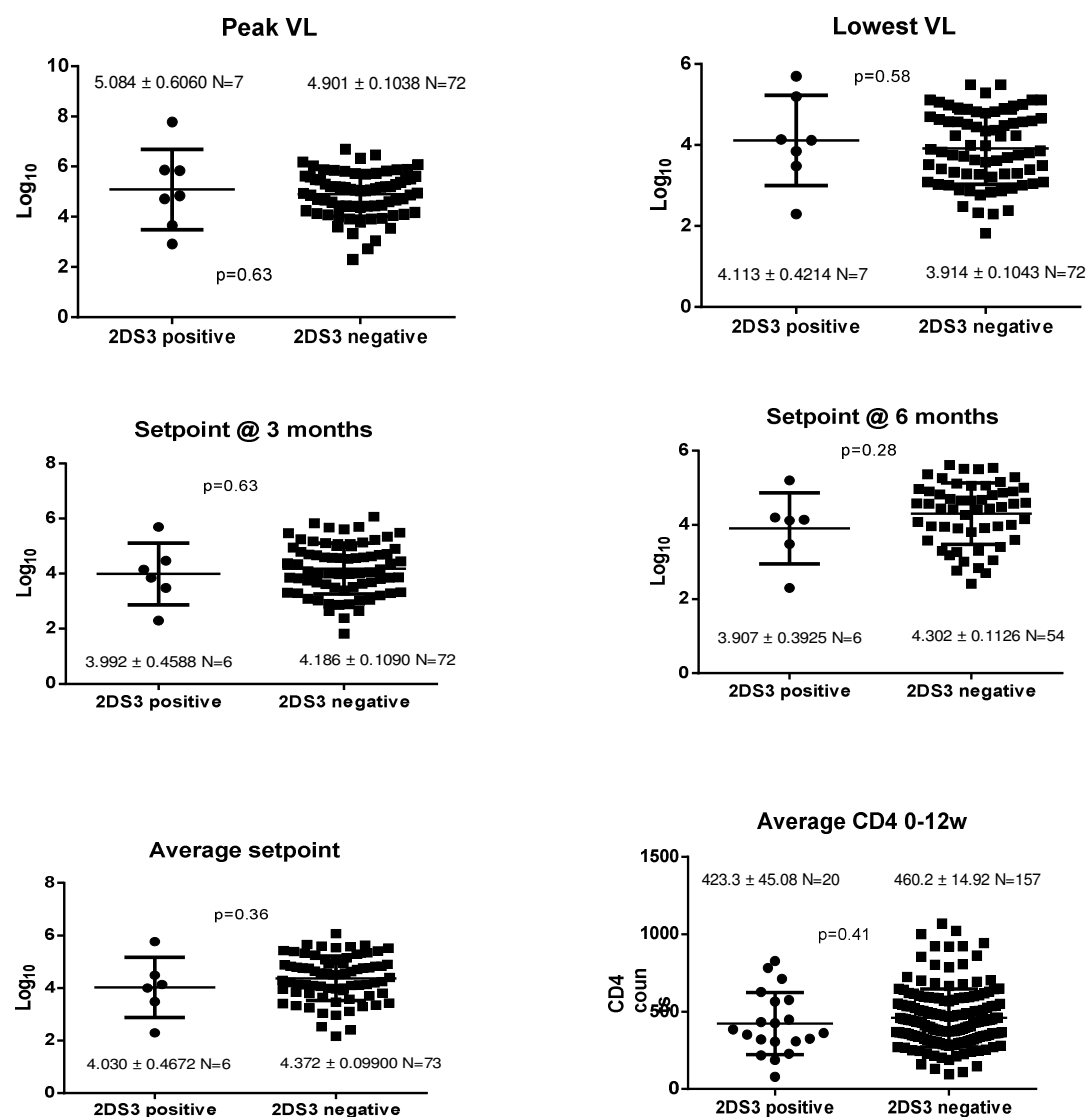 Peak VL
10
8
6
4
2
0
Log10
5.084 ± 0.6060 N=7
4.901 ± 0.1038 N=72
p=0.63
2DS3 positive
2DS3 negative
Lowest VL
6
4
2
0
Log10
p=0.58
4.113 ± 0.4214 N=7
3.914 ± 0.1043 N=72
2DS3 positive
2DS3 negative
Setpoint @ 3 months
8
6
4
2
0
Log10
p=0.63
3.992 ± 0.4588 N=6
4.186 ± 0.1090 N=72
2DS3 positive
2DS3 negative
Setpoint @ 6 months
6
4
2
0
Log10
p=0.28
3.907 ± 0.3925 N=6
4.302 ± 0.1126 N=54
2DS3 positive
2DS3 negative
Average setpoint
8
6
4
2
0
Log10
p=0.36
4.030 ± 0.4672 N=6
4.372 ± 0.09900 N=73
2DS3 positive
2DS3 negative
Average CD4 0-12w
1500
1000
500
0
CD4
coun
ts
423.3 ± 45.08 N=20
460.2 ± 14.92 N=157
p=0.41
2DS3 positive
2DS3 negative